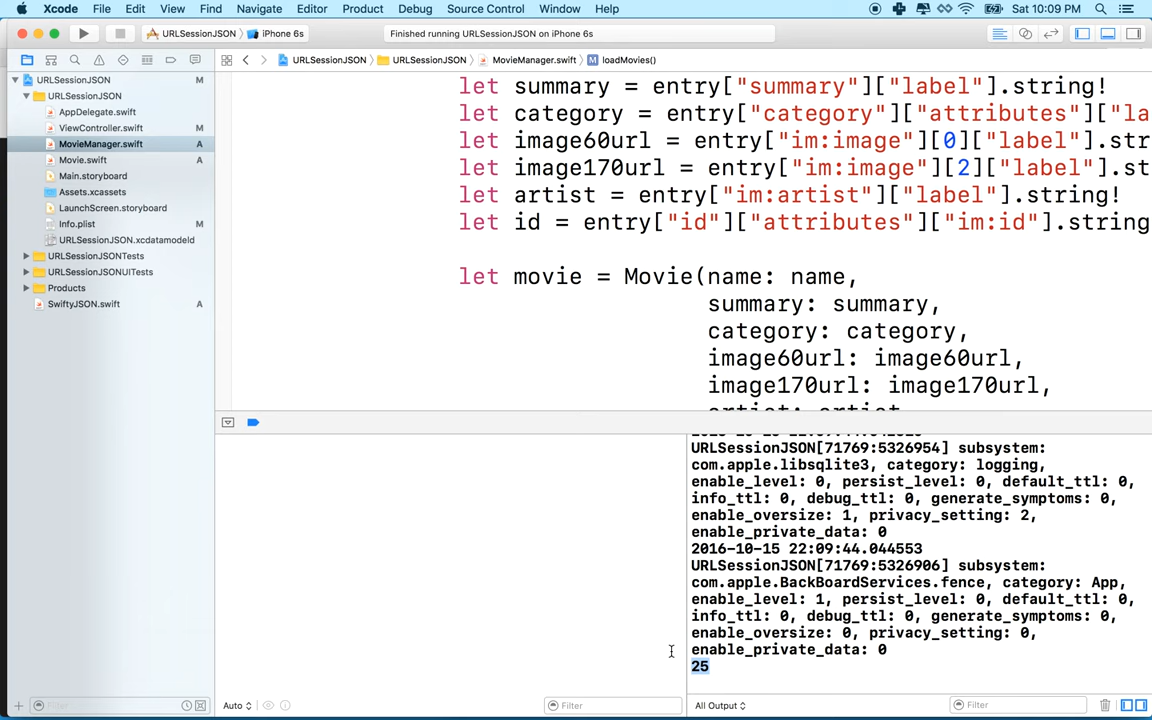 Xcode File Edit View Find Navigate Editor Product Debug Source Control Window Help Sat 10:09 PM
URLSessionJSON iPhone 6s Finished running URLSessionJSON on iPhone 6s
URLSessionJSON URLSessionJSON MovieManager.swift M loadMovies()
URLSessionJSON M
URLSessionJSON
AppDelegate.swift
ViewController.swift M
MovieManager.swift A
Movie.swift A
Main.storyboard
Assets.xcassets
LaunchScreen.storyboard
Info.plist M
URLSessionJSON.xcdatamodeld
URLSessionJSONTests
URLSessionJSONUITests
Products
SwiftyJSON.swift A
Filter
let summary = entry["summary"]["label"].string!
let category = entry["category"]["attributes"]["la
let image60url = entry["im:image"][0]["label"].str
let image170url = entry["im:image"][2]["label"].st
let artist = entry["im:artist"]["label"].string!
let id = entry["id"]["attributes"]["im:id"].string
let movie = Movie(name: name,
summary: summary,
category: category,
image60url: image60url,
image170url: image170url,
Auto Filter
URLSessionJSON[71769:5326954] subsystem:
com.apple.libsqlite3, category: logging,
enable_level: 0, persist_level: 0, default_ttl: 0,
info_ttl: 0, debug_ttl: 0, generate_symptoms: 0,
enable_oversize: 1, privacy_setting: 2,
enable_private_data: 0
2016-10-15 22:09:44.044553
URLSessionJSON[71769:5326906] subsystem:
com.apple.BackBoardServices.fence, category: App,
enable_level: 1, persist_level: 0, default_ttl: 0,
info_ttl: 0, debug_ttl: 0, generate_symptoms: 0,
enable_oversize: 0, privacy_setting: 0,
enable_private_data: 0
25
All Output Filter